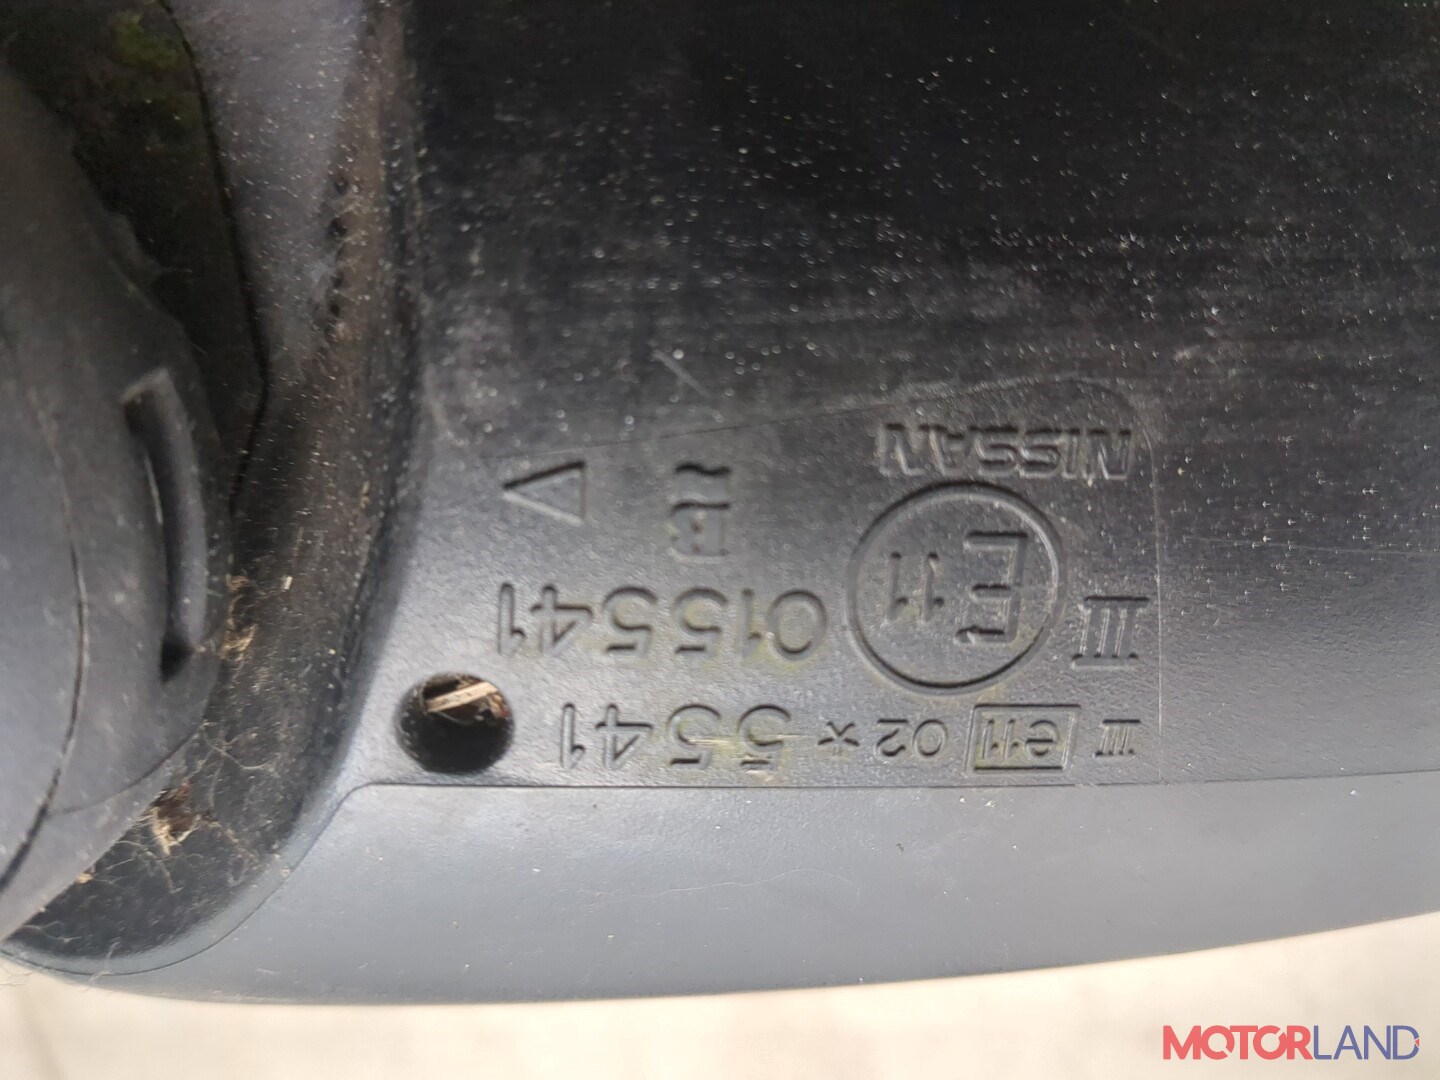 III e11 02 * 5541
III E11 015541
NISSAN
MOTORLAND